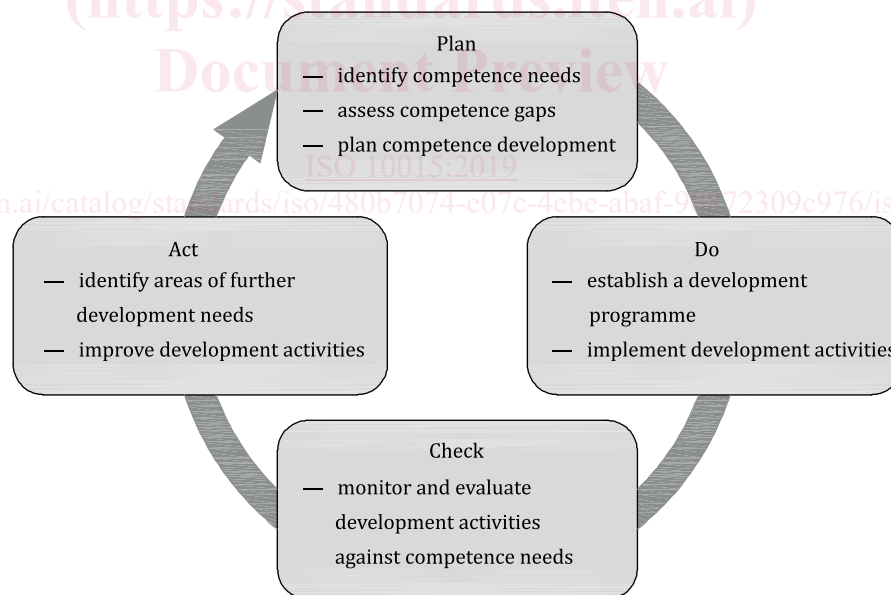 (https://standards.iteh.ai)
Document Preview
Plan
— identify competence needs
— assess competence gaps
— plan competence development
ISO 10015:2019
h.ai/catalog/standards/iso/480b7074-e07c-4ebe-abaf-
72309c976/is
Act
— identify areas of further
development needs
— improve development activities
Do
— establish a development
programme
— implement development activities
Check
— monitor and evaluate
development activities
against competence needs